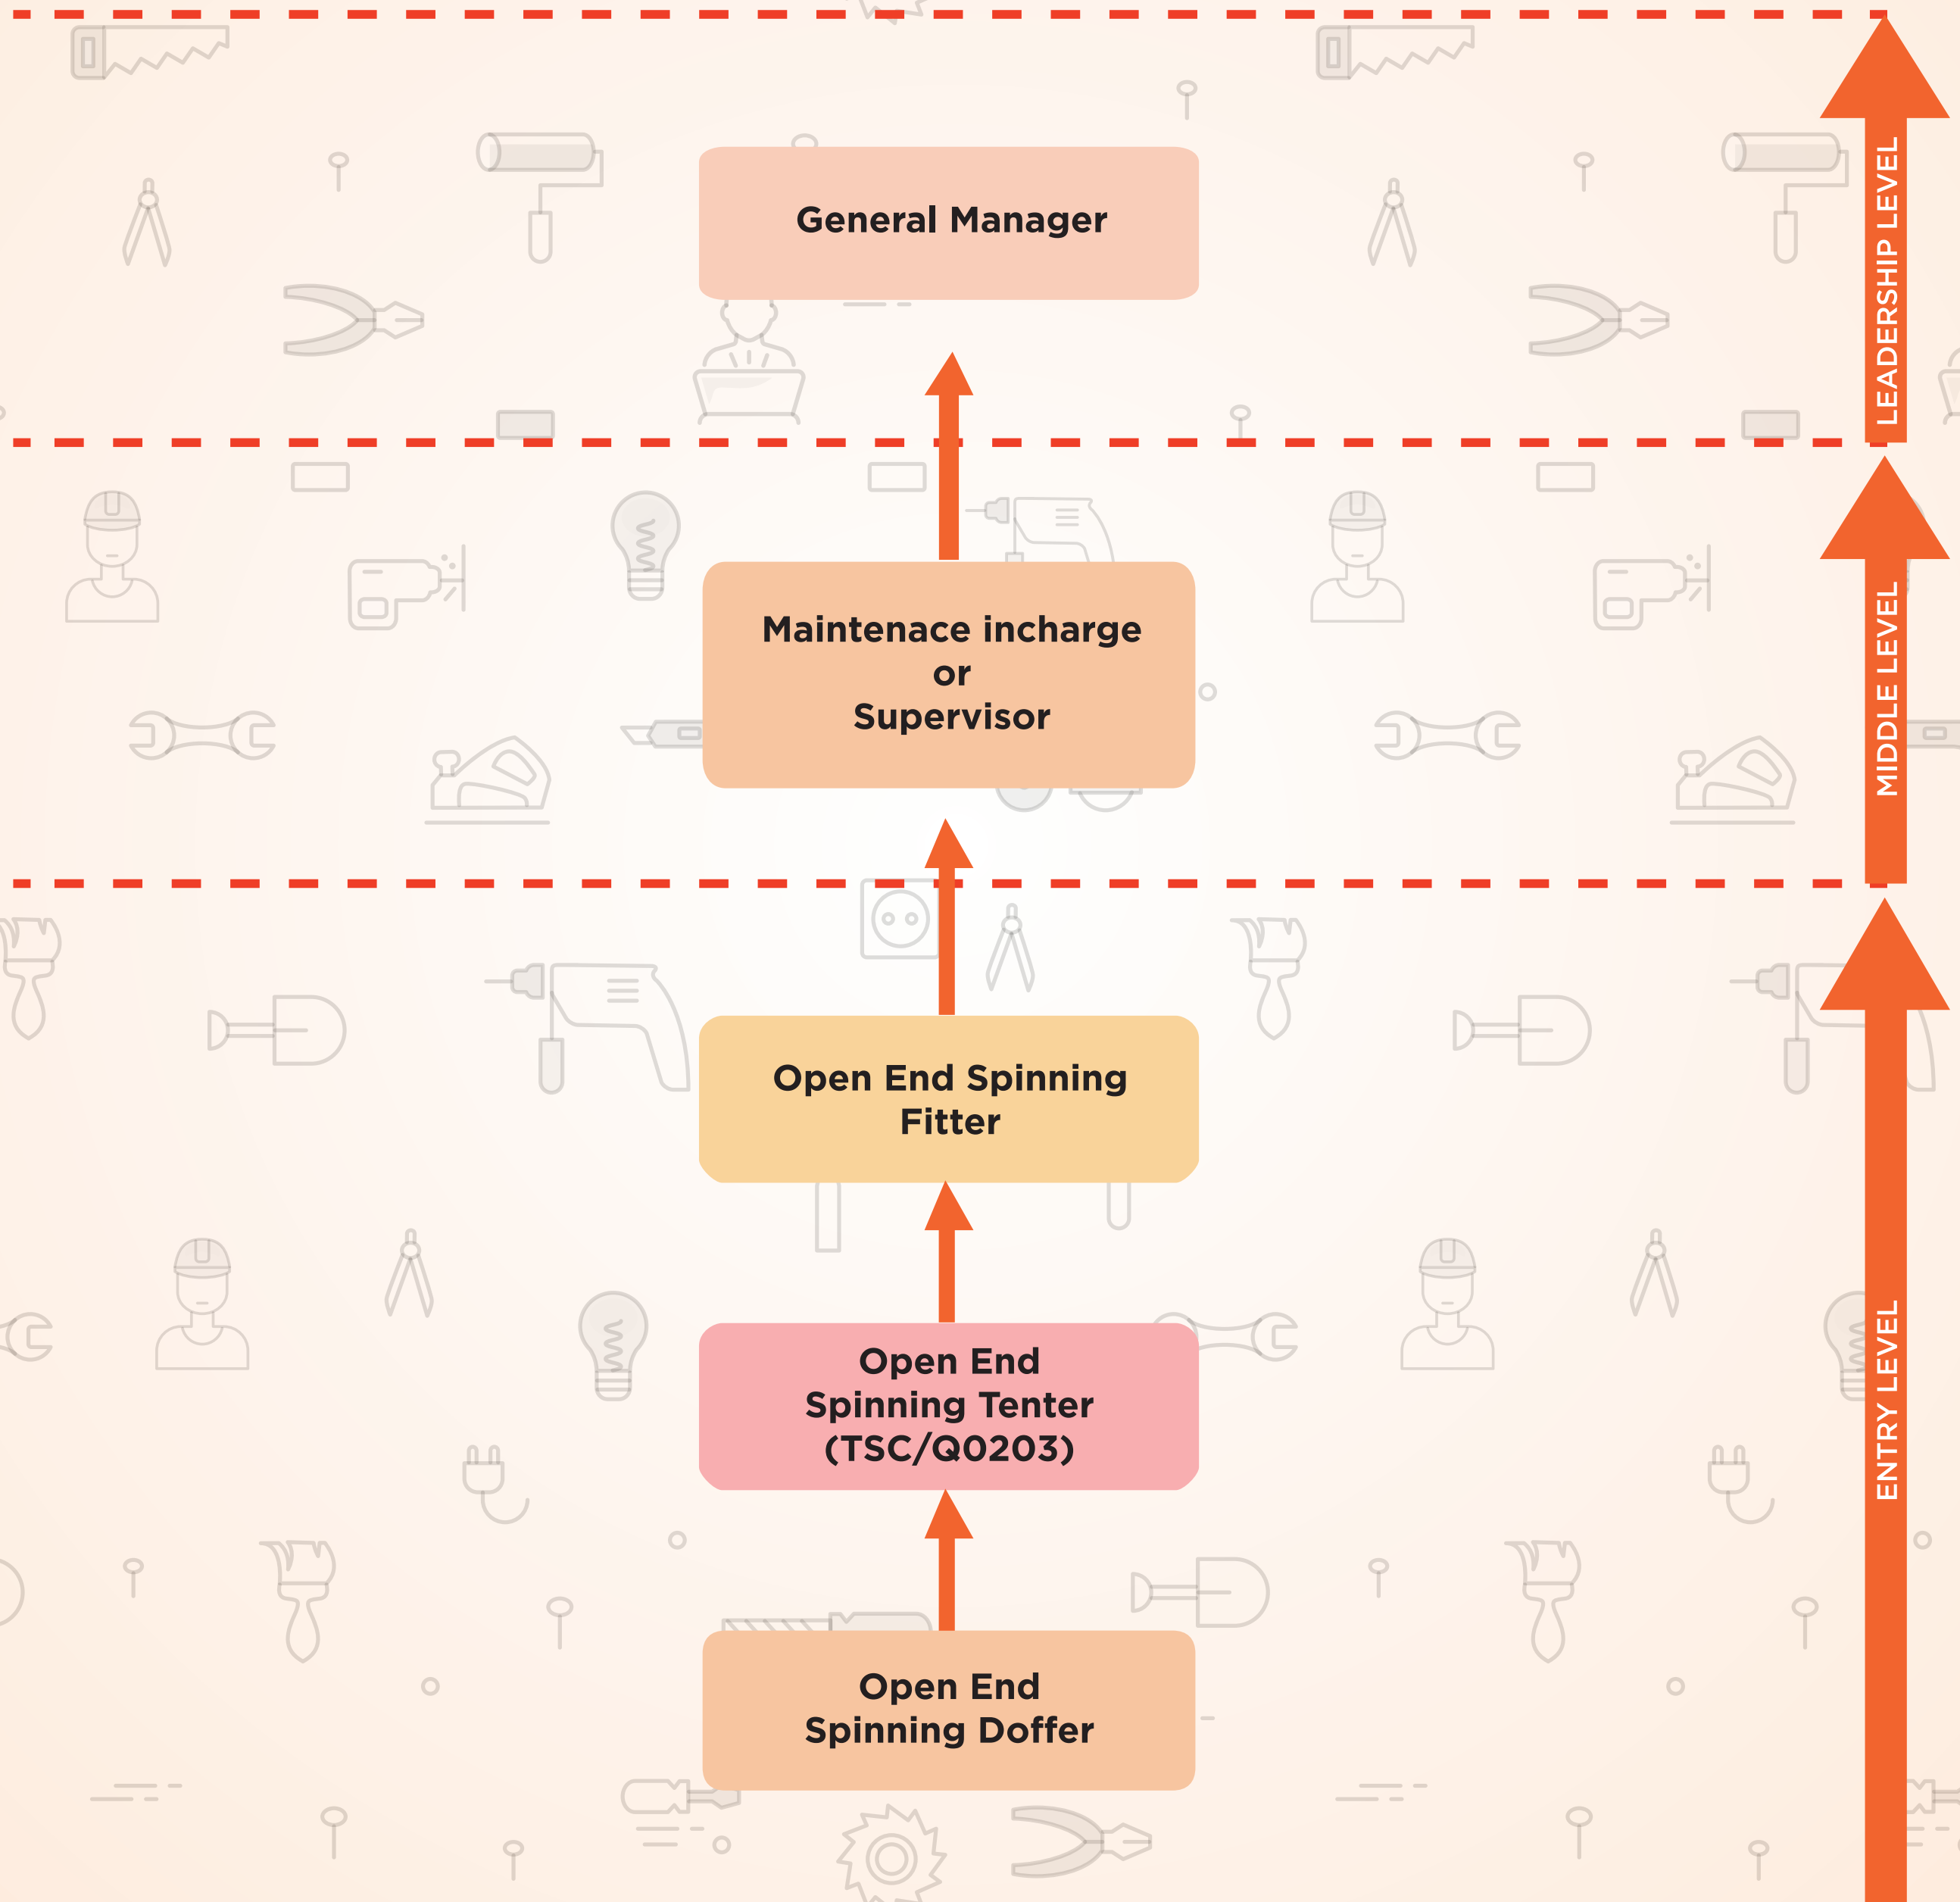 General Manager
LEADERSHIP LEVEL
Maintenace incharge
or
Supervisor
MIDDLE LEVEL
Open End Spinning
Fitter
Open End
Spinning Tenter
(TSC/Q0203)
ENTRY LEVEL
Open End
Spinning Doffer